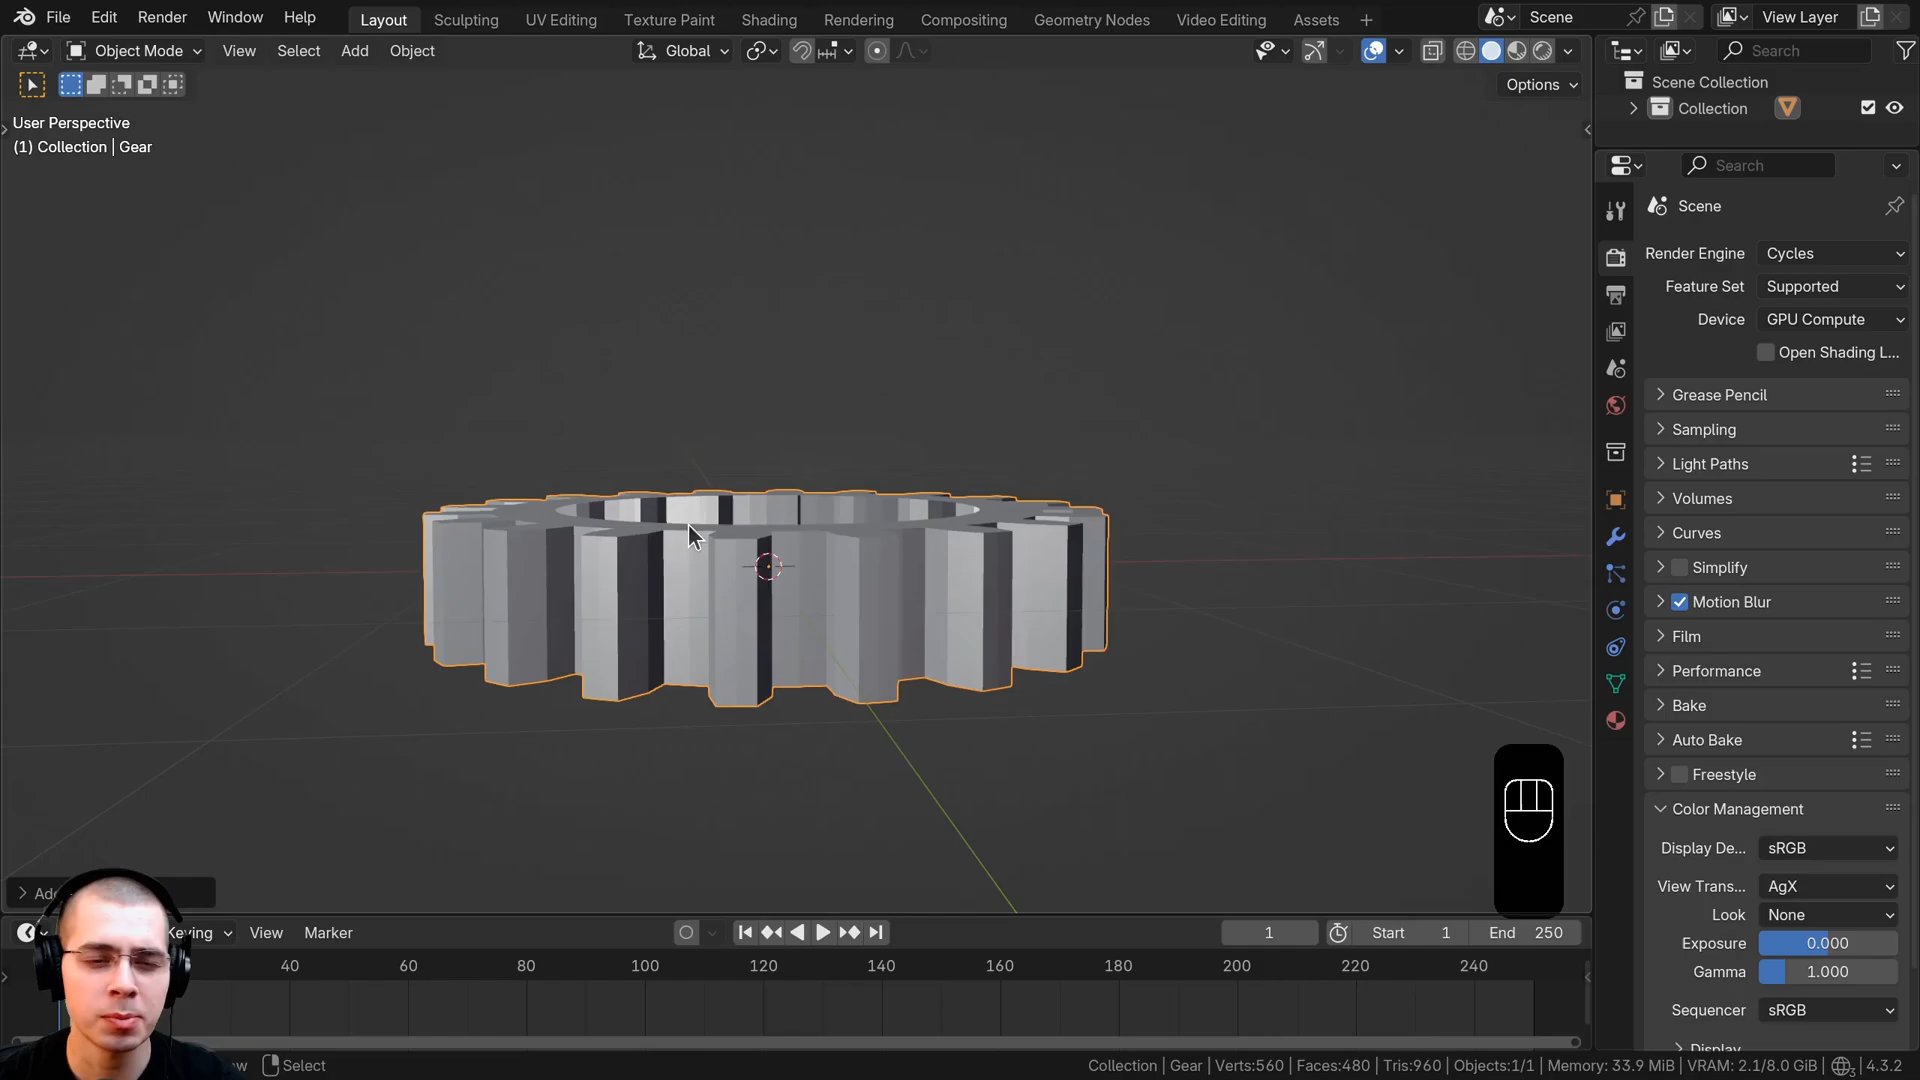 File Edit Render Window Help Layout Sculpting UV Editing Texture Paint Shading Rendering Compositing Geometry Nodes Video Editing Assets + Scene View Layer
Object Mode View Select Add Object Global Search
Options
User Perspective
(1) Collection | Gear
Scene Collection
Collection
Search
Scene
Render Engine Cycles
Feature Set Supported
Device GPU Compute
Open Shading L...
Grease Pencil
Sampling
Light Paths
Volumes
Curves
Simplify
Motion Blur
Film
Performance
Bake
Auto Bake
Freestyle
Color Management
Display De... sRGB
View Trans... AgX
Look None
Exposure 0.000
Gamma 1.000
Sequencer sRGB
Display
Keying View Marker 1 Start 1 End 250
40 60 80 100 120 140 160 180 200 220 240
Select Collection | Gear | Verts:560 | Faces:480 | Tris:960 | Objects:1/1 | Memory: 33.9 MiB | VRAM: 2.1/8.0 GiB | 3 4.3.2